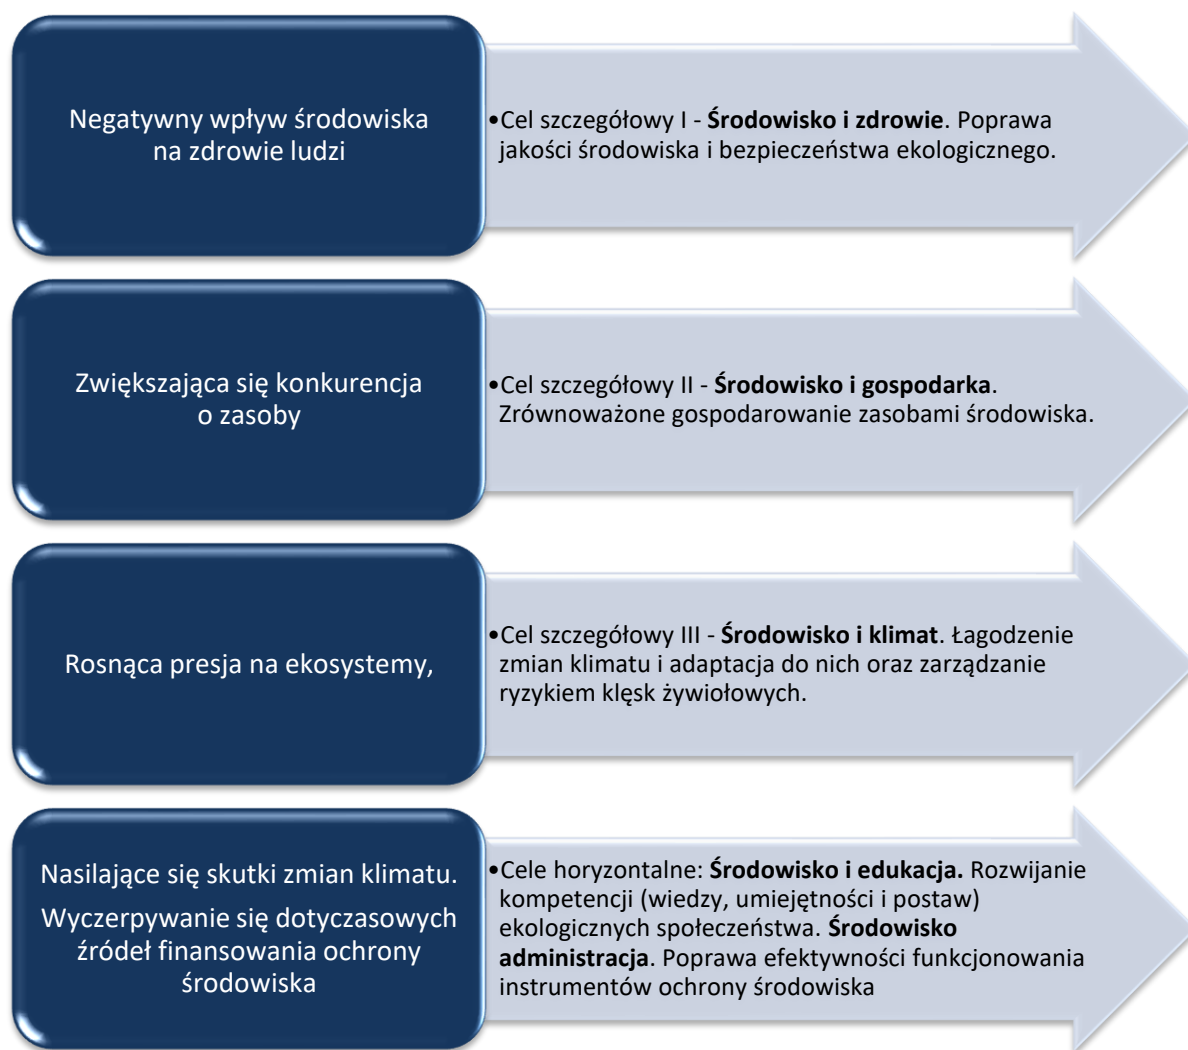 Negatywny wpływ środowiska
na zdrowie ludzi
•Cel szczegółowy I - Środowisko i zdrowie. Poprawa
jakości środowiska i bezpieczeństwa ekologicznego.
Zwiększająca się konkurencja
o zasoby
•Cel szczegółowy II - Środowisko i gospodarka.
Zrównoważone gospodarowanie zasobami środowiska.
Rosnąca presja na ekosystemy,
•Cel szczegółowy III - Środowisko i klimat. Łagodzenie
zmian klimatu i adaptacja do nich oraz zarządzanie
ryzykiem klęsk żywiołowych.
Nasilające się skutki zmian klimatu.
Wyczerpywanie się dotyczasowych
źródeł finansowania ochrony
środowiska
•Cele horyzontalne: Środowisko i edukacja. Rozwijanie
kompetencji (wiedzy, umiejętności i postaw)
ekologicznych społeczeństwa. Środowisko
administracja. Poprawa efektywności funkcjonowania
instrumentów ochrony środowiska